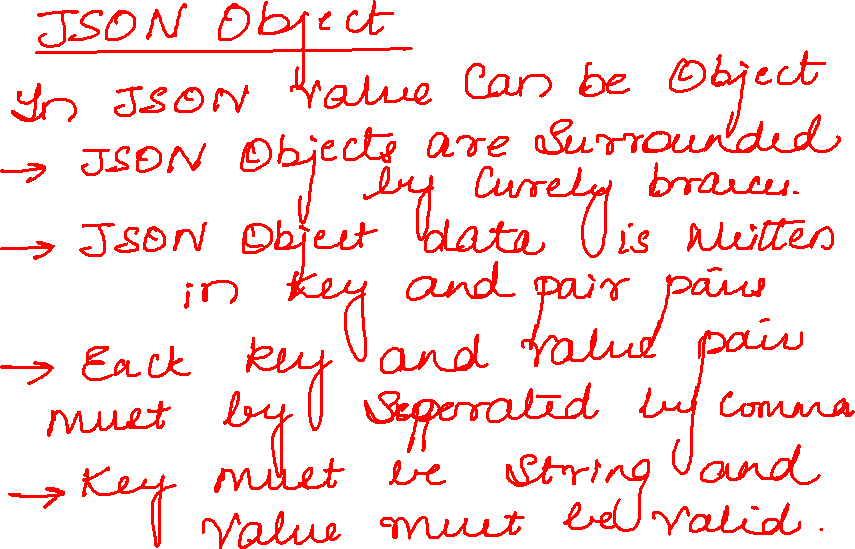 JSON Object
In JSON value can be Object
→ JSON Objects are Surrounded
by Curely braces.
→ JSON Object data is written
in key and pair pairs
→ Eack key and value pair
must by Sepperated by comma
→ Key must be String and
Value must be valid.